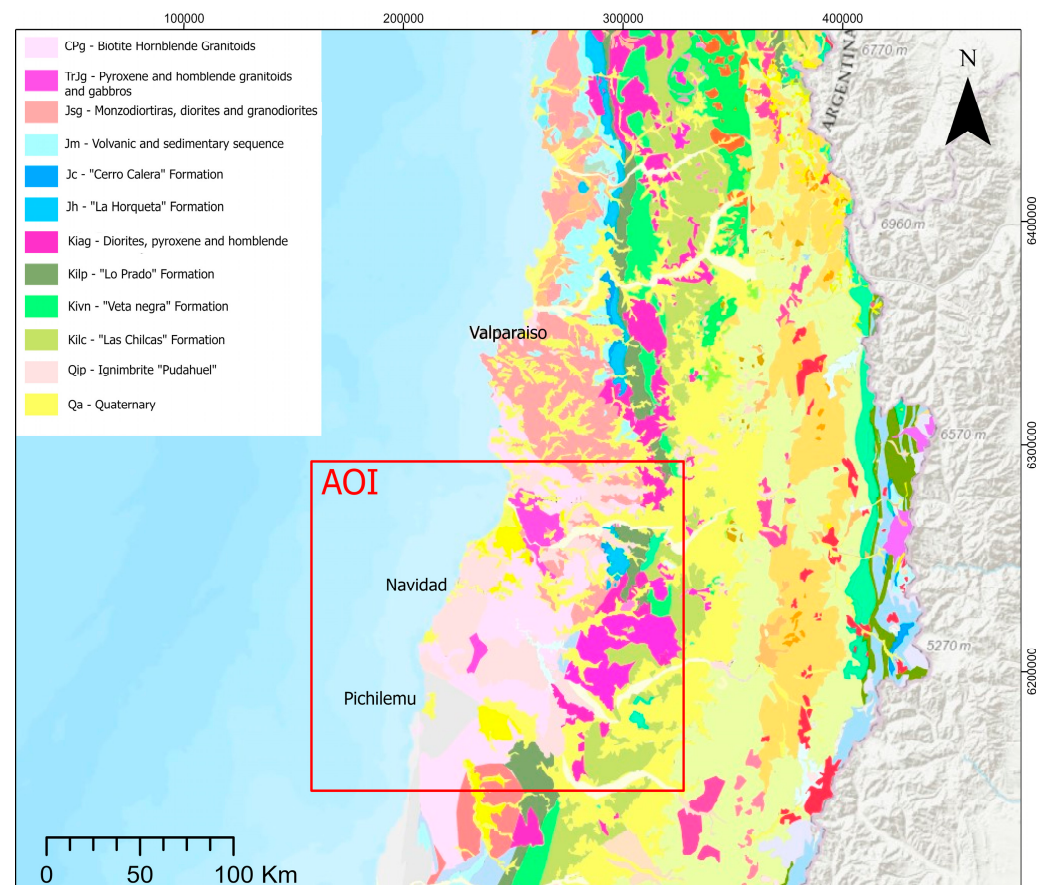 100000
200000
300000
400000
CPg - Biotite Hornblende Granitoids
TrJg - Pyroxene and homblende granitoids
and gabbros
Jsg - Monzodiortiras, diorites and granodiorites
Jm - Volvanic and sedimentary sequence
Jc - "Cerro Calera" Formation
Jh - "La Horqueta" Formation
Kiag - Diorites, pyroxene and homblende
Kilp - "Lo Prado" Formation
Kivn - "Veta negra" Formation
Kilc - "Las Chilcas" Formation
Qip - Ignimbrite "Pudahuel"
Qa - Quaternary
ARGENTINA
6770 m
N
6400000
6960 m
Valparaiso
6300000
6570 m
AOI
Navidad
5270 m
6200000
Pichilemu
0
50
100 Km